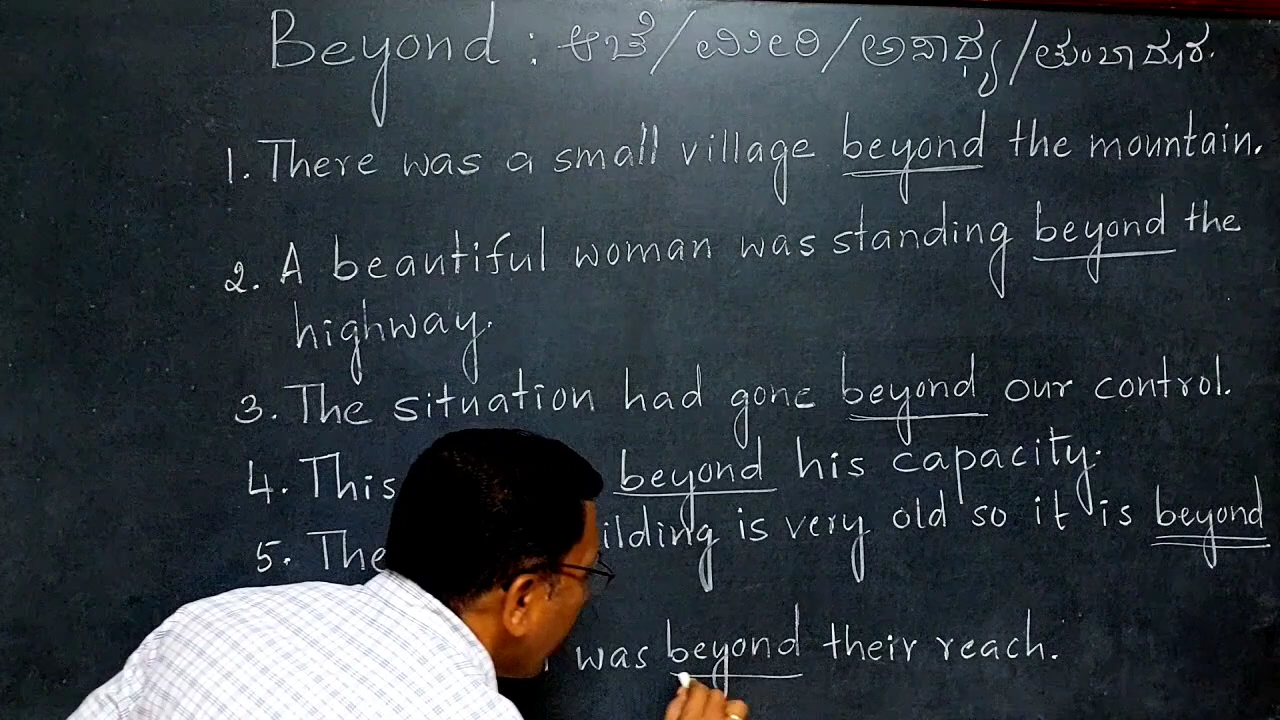 Beyond : ಆಚೆ / ಮೀರಿ / ಅಸಾಧ್ಯ / ತುಂಬಾ ದೂರ.
1. There was a small village beyond the mountain.
2. A beautiful woman was standing beyond the
highway.
3. The situation had gone beyond our control.
4. This beyond his capacity.
5. The ilding is very old so it is beyond
was beyond their reach.